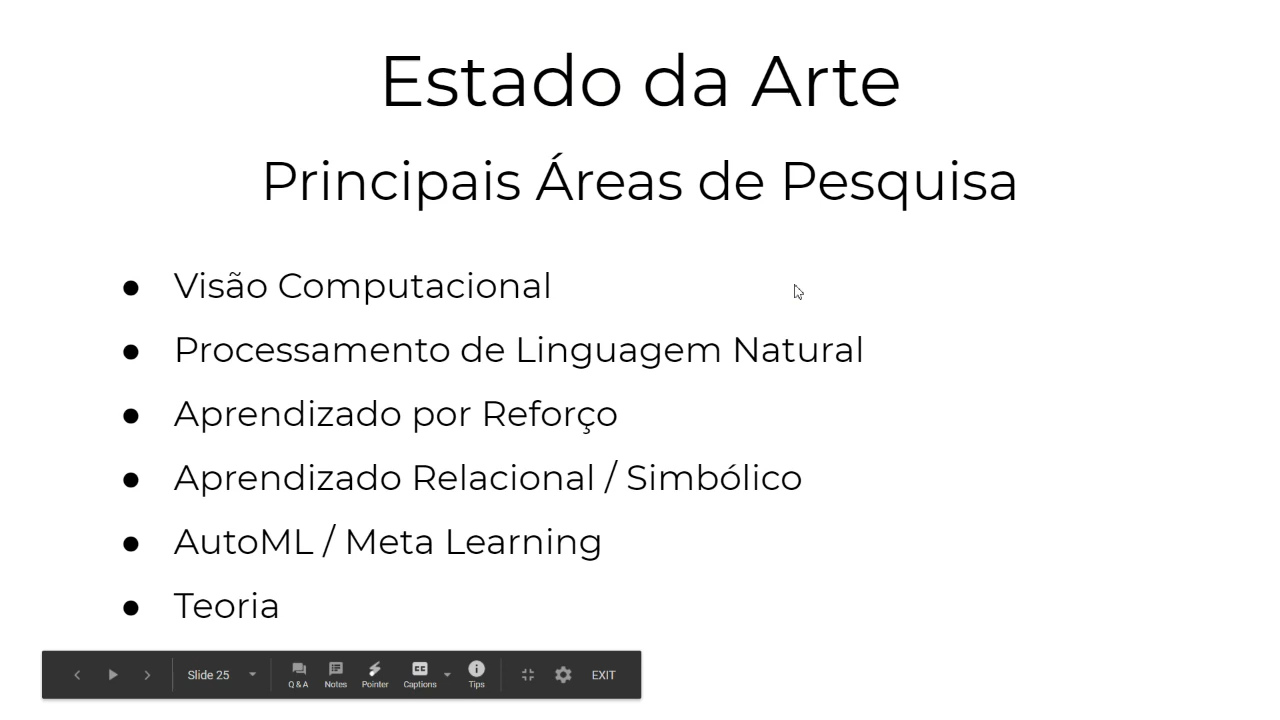 Estado da Arte
Principais Áreas de Pesquisa
● Visão Computacional
● Processamento de Linguagem Natural
● Aprendizado por Reforço
● Aprendizado Relacional / Simbólico
● AutoML / Meta Learning
● Teoria
Slide 25 Q & A Notes Pointer CC Captions Tips EXIT